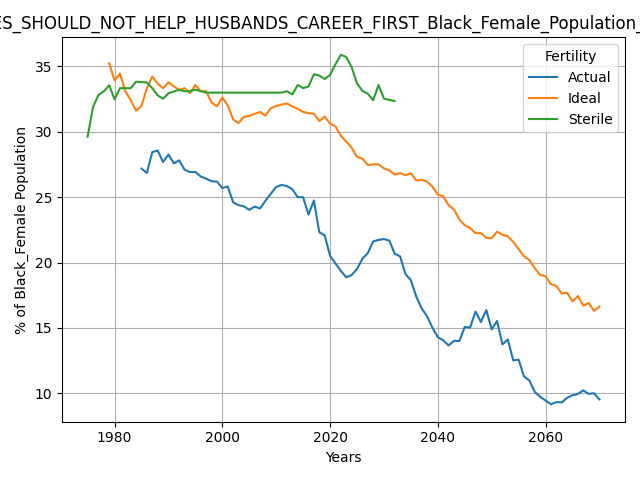 ES_SHOULD_NOT_HELP_HUSBANDS_CAREER_FIRST_Black_Female_Population_
Fertility
Actual
Ideal
Sterile
% of Black_Female Population
35
30
25
20
15
10
1980 2000 2020 2040 2060
Years